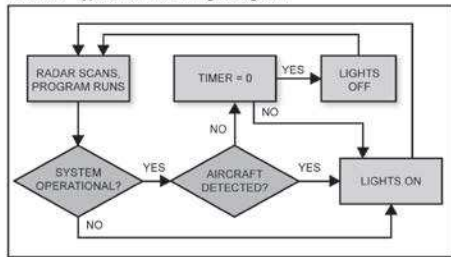 RADAR SCANS,
PROGRAM RUNS
TIMER = 0
YES
LIGHTS
OFF
NO
NO
SYSTEM
OPERATIONAL?
YES
AIRCRAFT
DETECTED?
YES
LIGHTS ON
NO